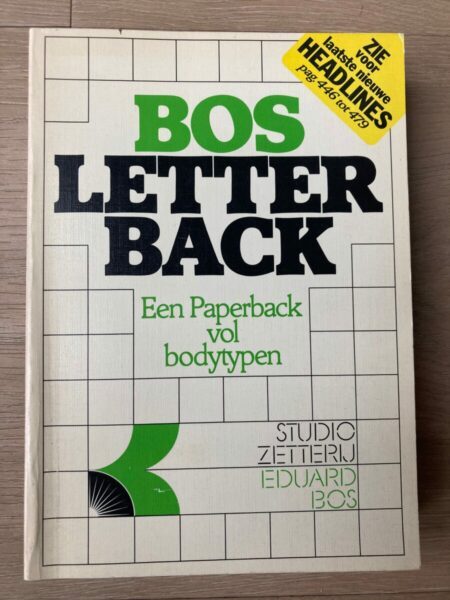 ZIE
voor
laatste nieuwe
HEADLINES
pag 446 tot 479
BOS
LETTER
BACK
Een Paperback
vol
bodytypen
STUDIO
ZETTERIJ
EDUARD
BOS